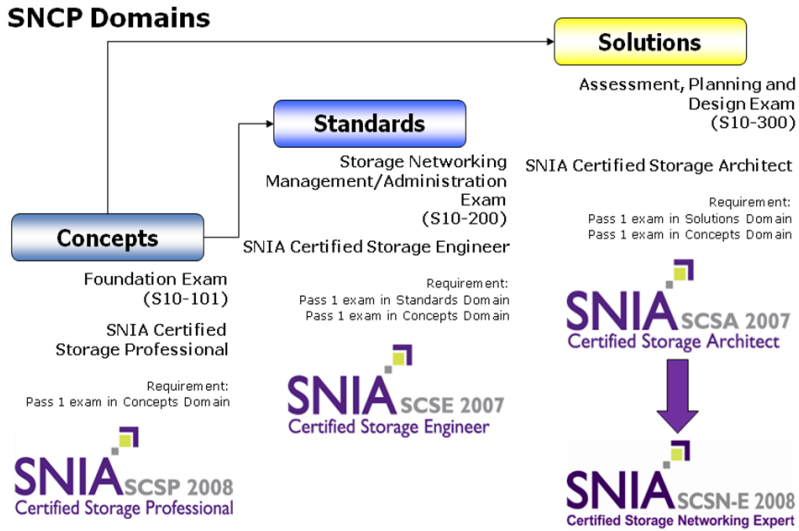 SNCP Domains
Concepts
Foundation Exam
(S10-101)
SNIA Certified
Storage Professional
Requirement:
Pass 1 exam in Concepts Domain
SNIA SCSP 2008
Certified Storage Professional
Standards
Storage Networking
Management/Administration
Exam
(S10-200)
SNIA Certified Storage Engineer
Requirement:
Pass 1 exam in Standards Domain
Pass 1 exam in Concepts Domain
SNIA SCSE 2007
Certified Storage Engineer
Solutions
Assessment, Planning and
Design Exam
(S10-300)
SNIA Certified Storage Architect
Requirement:
Pass 1 exam in Solutions Domain
Pass 1 exam in Concepts Domain
SNIA SCSA 2007
Certified Storage Architect
SNIA SCSN-E 2008
Certified Storage Networking Expert